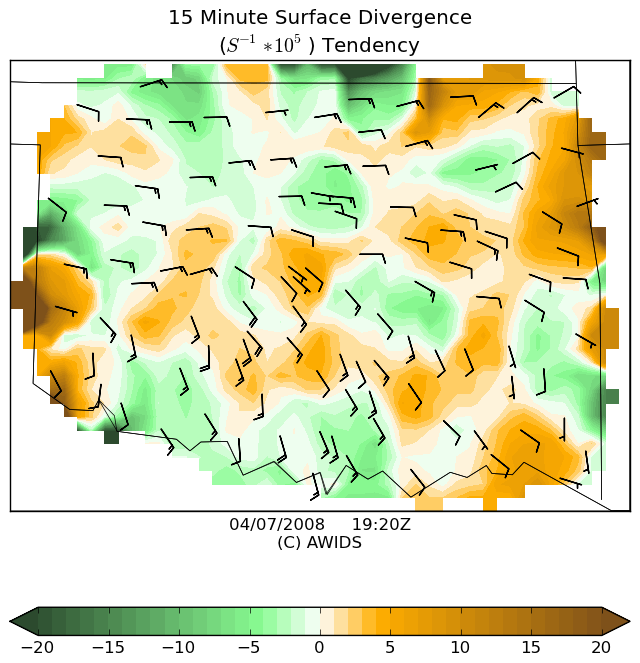 15 Minute Surface Divergence
(S⁻¹ * 10⁵ ) Tendency
04/07/2008 19:20Z
(C) AWIDS
−20 −15 −10 −5 0 5 10 15 20